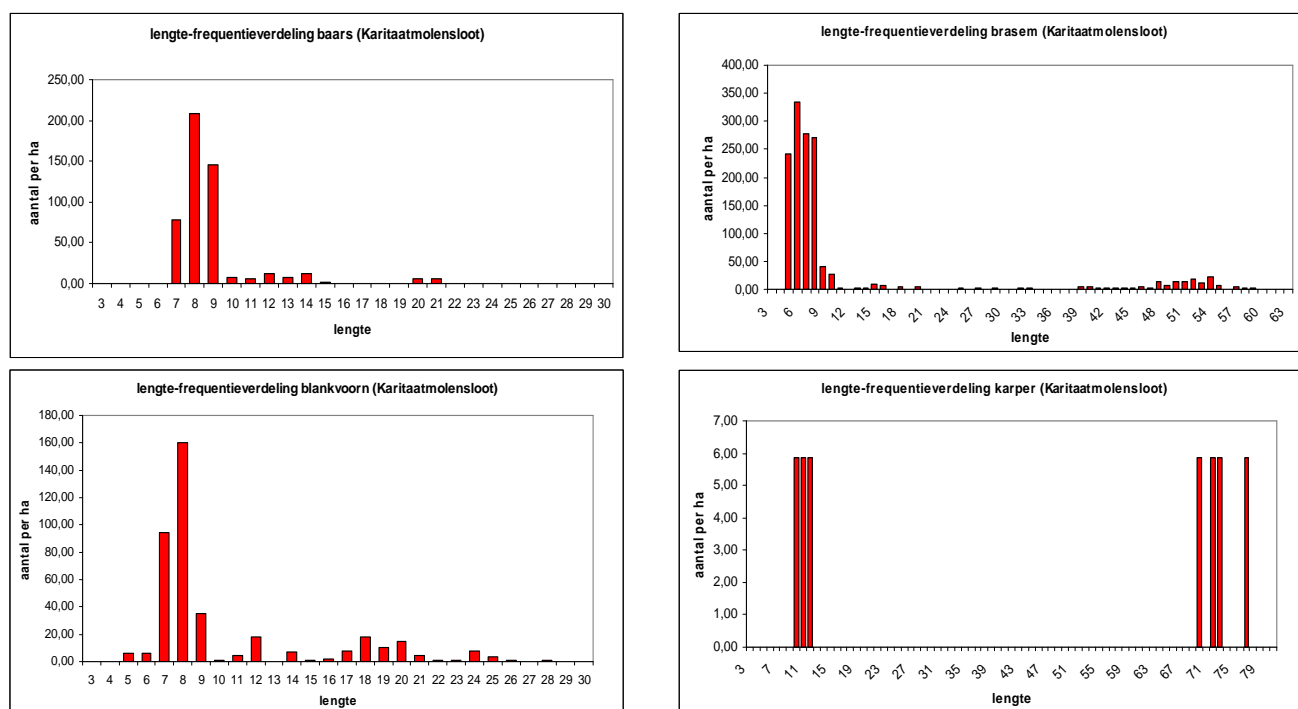 lengte-frequentieverdeling baars (Karitaatmolensloot)
aantal per ha
250,00
200,00
150,00
100,00
50,00
0,00
3 4 5 6 7 8 9 10 11 12 13 14 15 16 17 18 19 20 21 22 23 24 25 26 27 28 29 30
lengte
lengte-frequentieverdeling brasem (Karitaatmolensloot)
aantal per ha
400,00
350,00
300,00
250,00
200,00
150,00
100,00
50,00
0,00
3 6 9 12 15 18 21 24 27 30 33 36 39 42 45 48 51 54 57 60 63
lengte
lengte-frequentieverdeling blankvoorn (Karitaatmolensloot)
aantal per ha
180,00
160,00
140,00
120,00
100,00
80,00
60,00
40,00
20,00
0,00
3 4 5 6 7 8 9 10 11 12 13 14 15 16 17 18 19 20 21 22 23 24 25 26 27 28 29 30
lengte
lengte-frequentieverdeling karper (Karitaatmolensloot)
aantal per ha
7,00
6,00
5,00
4,00
3,00
2,00
1,00
0,00
3 7 11 15 19 23 27 31 35 39 43 47 51 55 59 63 67 71 75 79
lengte